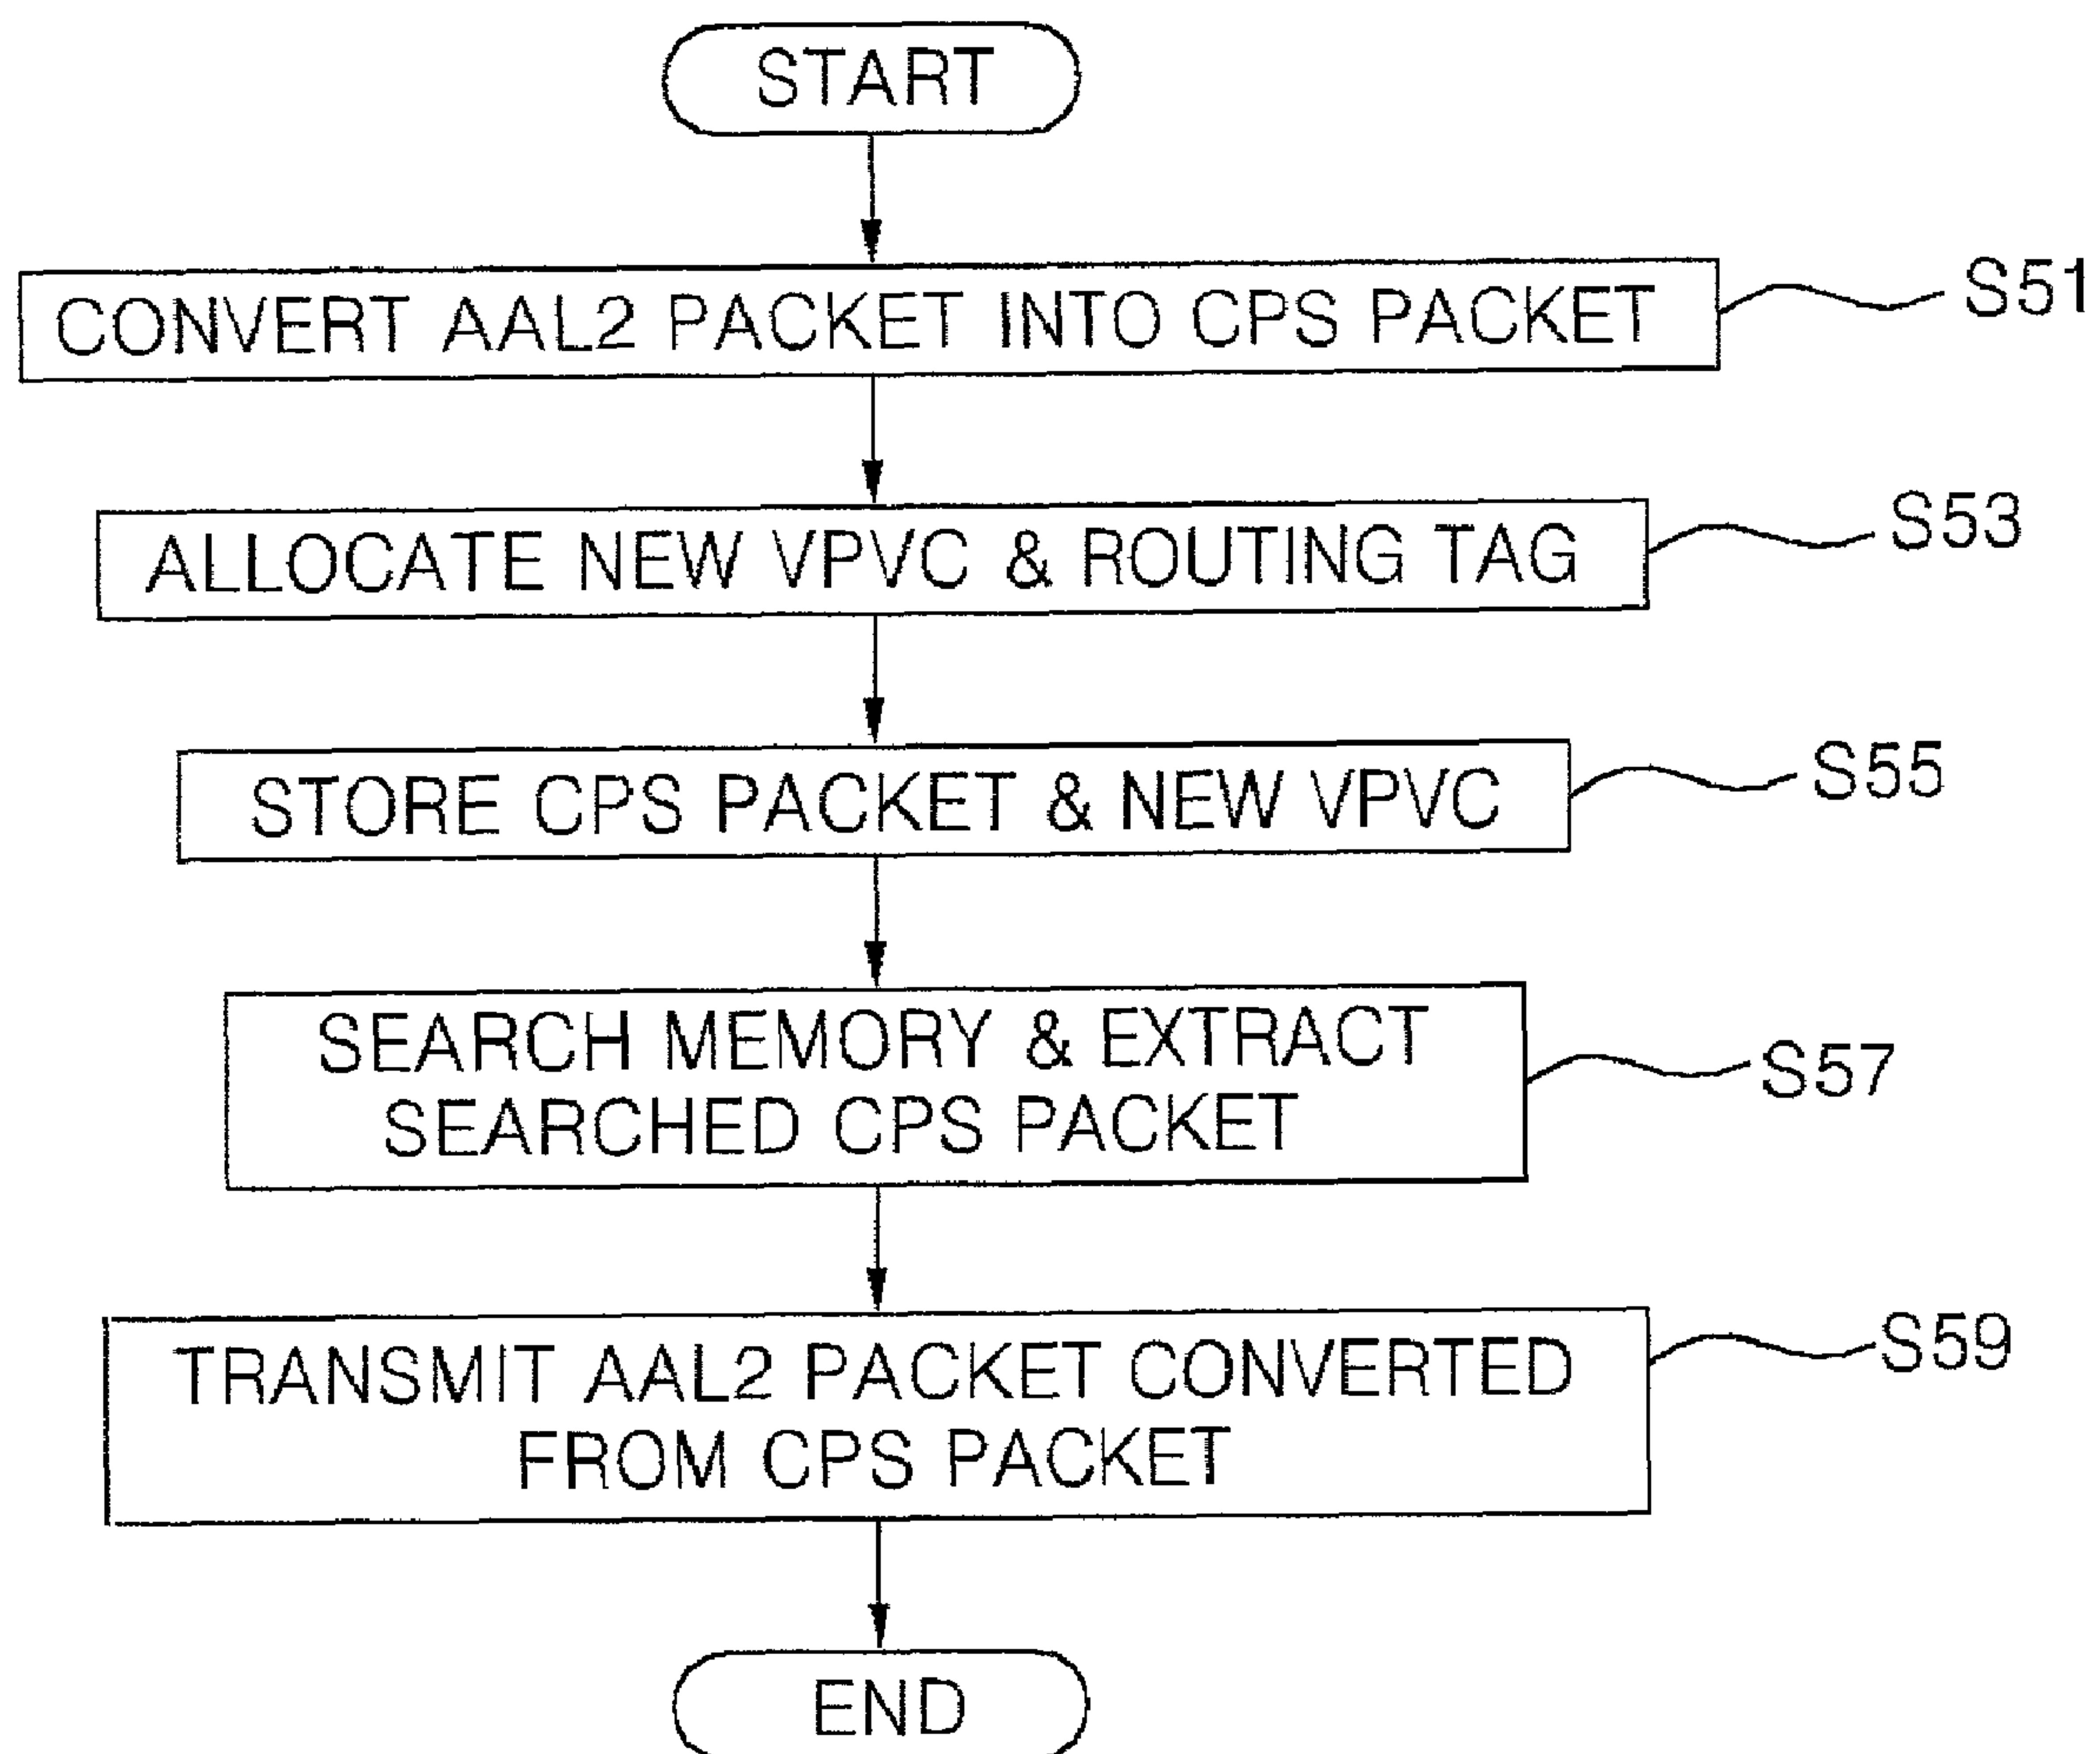 START
CONVERT AAL2 PACKET INTO CPS PACKET
S51
ALLOCATE NEW VPVC & ROUTING TAG
S53
STORE CPS PACKET & NEW VPVC
S55
SEARCH MEMORY & EXTRACT
SEARCHED CPS PACKET
S57
TRANSMIT AAL2 PACKET CONVERTED
FROM CPS PACKET
S59
END